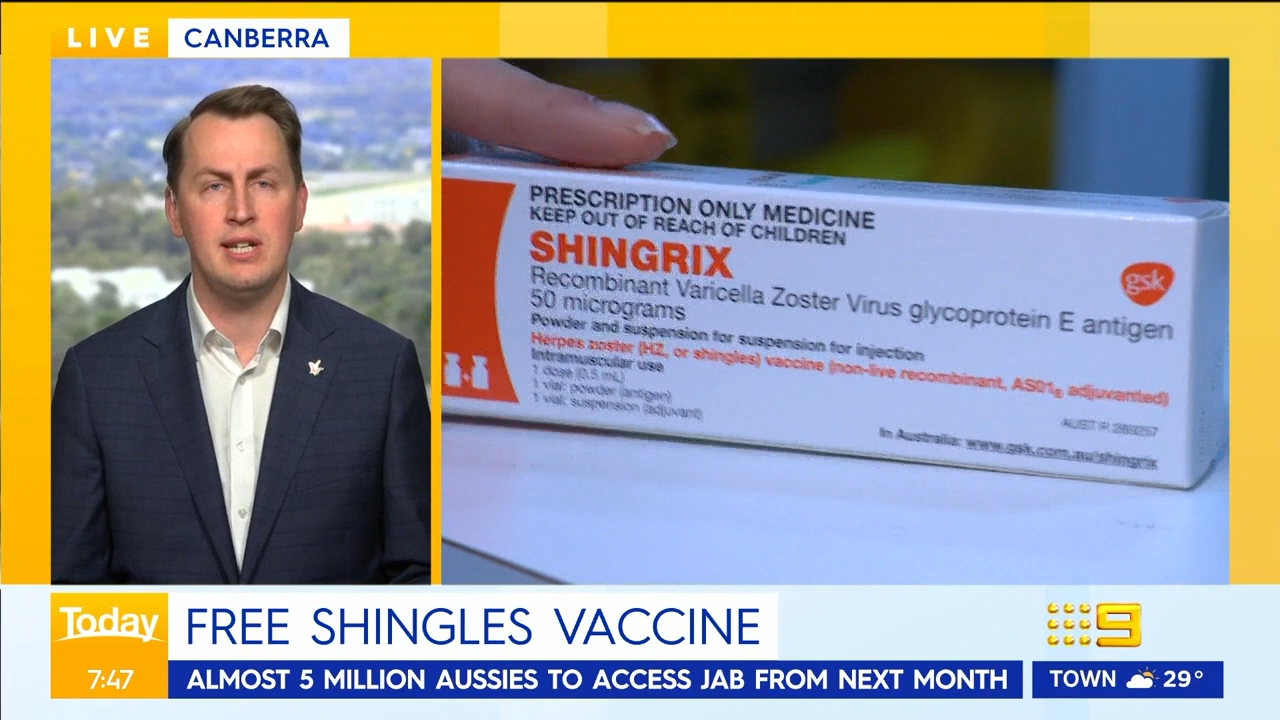 LIVE CANBERRA
PRESCRIPTION ONLY MEDICINE
KEEP OUT OF REACH OF CHILDREN
SHINGRIX
gsk
Recombinant Varicella Zoster Virus glycoprotein E antigen
50 micrograms
Powder and suspension for suspension for injection
Herpes zoster (HZ, or shingles) vaccine (non-live recombinant, AS01B adjuvanted)
Intramuscular use
1 dose (0.5 mL)
1 vial: powder (antigen)
1 vial: suspension (adjuvant)
AUST R
In Australia: www.gsk.com.au/shingrix
Today
FREE SHINGLES VACCINE
9
7:47
ALMOST 5 MILLION AUSSIES TO ACCESS JAB FROM NEXT MONTH
TOWN 29°